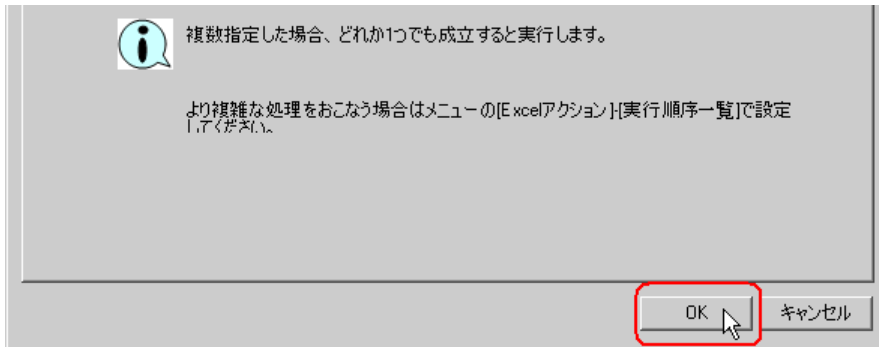 複数指定した場合、どれか1つでも成立すると実行します。
より複雑な処理をおこなう場合はメニューの[Excelアクション]-[実行順序一覧]で設定
してください。
OK
キャンセル